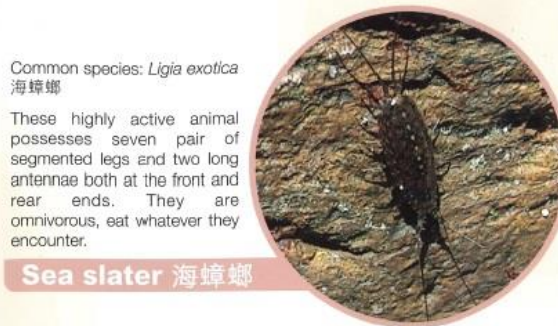 Common species: Ligia exotica
海蟑螂
These highly active animal
possesses seven pair of
segmented legs and two long
antennae both at the front and
rear ends. They are
omnivorous, eat whatever they
encounter.
Sea slater 海蟑螂